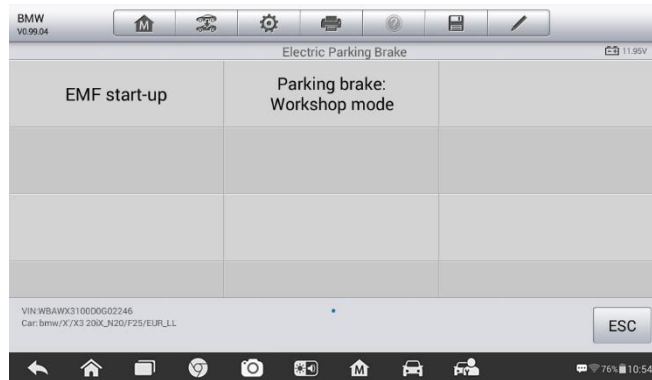 BMW
V0.99.04
Electric Parking Brake
11.95V
EMF start-up
Parking brake:
Workshop mode
VIN:WBAWX3100D0G02246
Car: bmw/X'/X3 20iX_N20/F25/EUR_LL
ESC
76% 10:54